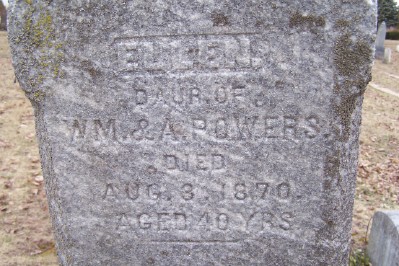 ELLEN
DAUR. OF
WM. & A. POWERS.
DIED
AUG. 3, 1870.
AGED 40 YRS